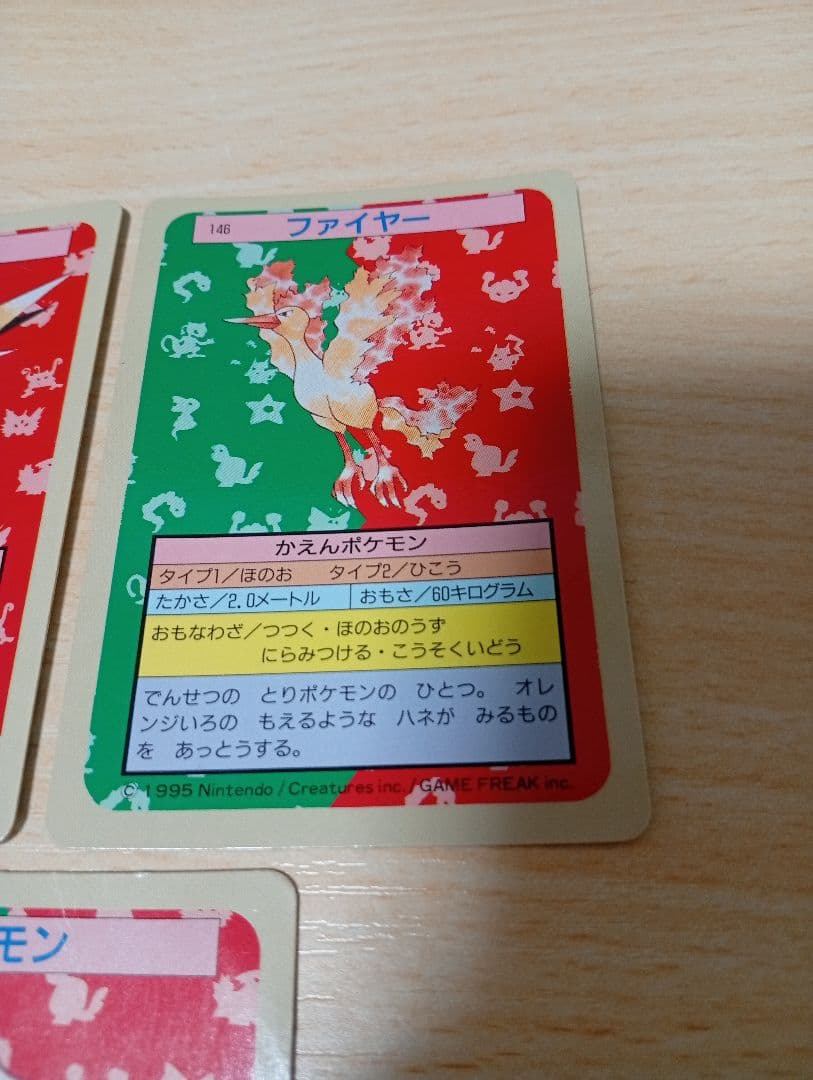 146 ファイヤー
かえんポケモン
タイプ1／ほのお　タイプ2／ひこう
たかさ／2.0メートル　おもさ／60キログラム
おもなわざ／つつく・ほのおのうず
にらみつける・こうそくいどう
でんせつの　とりポケモンの　ひとつ。　オレ
ンジいろの　もえるような　ハネが　みるもの
を　あっとうする。
© 1995 Nintendo / Creatures inc. / GAME FREAK inc.
モン